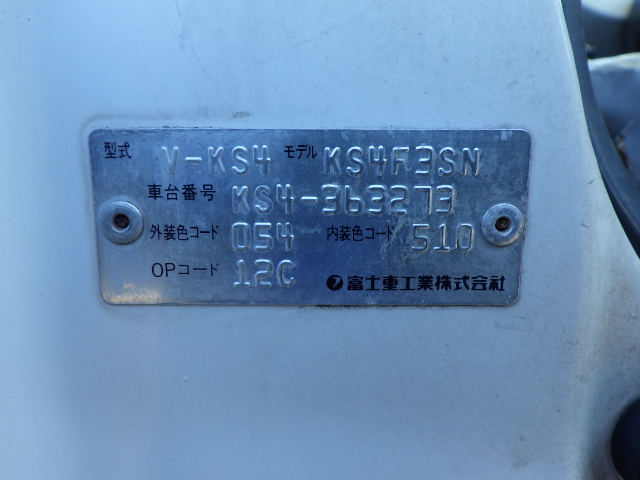 型式 V-KS4 モデル KS4F3SN
車台番号 KS4-363273
外装色コード 054 内装色コード 510
OPコード 12C
富士重工業株式会社